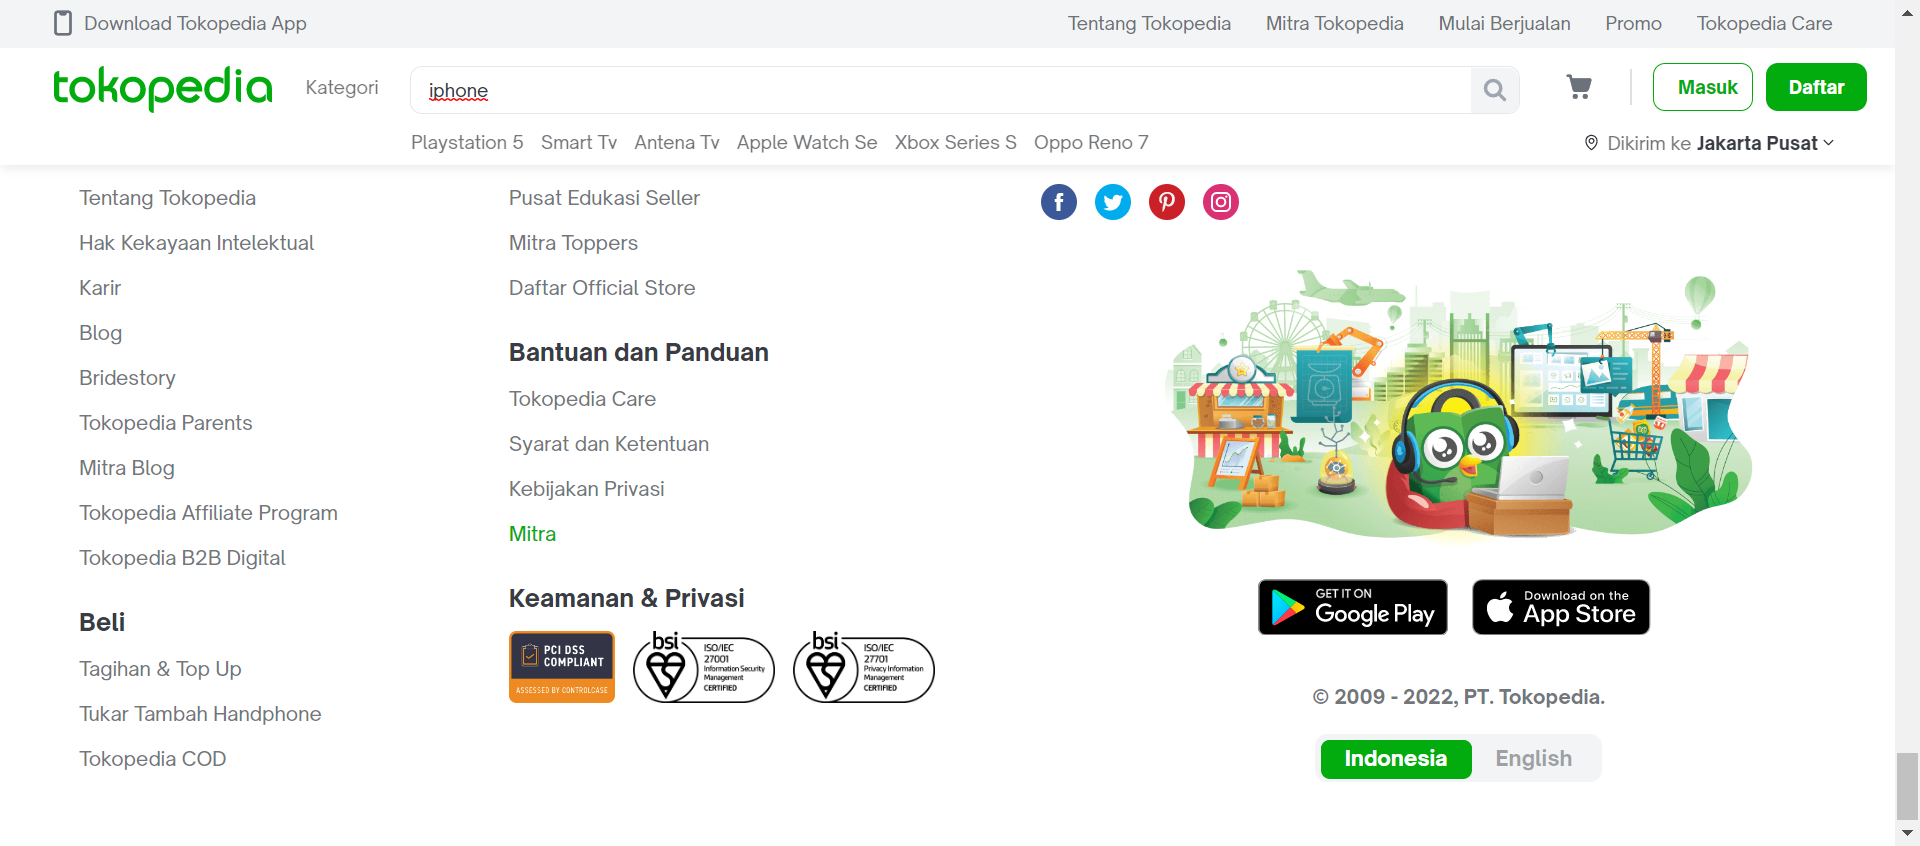 Download Tokopedia App
Tentang Tokopedia
Mitra Tokopedia
Mulai Berjualan
Promo
Tokopedia Care
tokopedia
Kategori
iphone
Masuk
Daftar
Playstation 5
Smart Tv
Antena Tv
Apple Watch Se
Xbox Series S
Oppo Reno 7
Dikirim ke Jakarta Pusat
Tentang Tokopedia
Hak Kekayaan Intelektual
Karir
Blog
Bridestory
Tokopedia Parents
Mitra Blog
Tokopedia Affiliate Program
Tokopedia B2B Digital
Beli
Tagihan & Top Up
Tukar Tambah Handphone
Tokopedia COD
Pusat Edukasi Seller
Mitra Toppers
Daftar Official Store
Bantuan dan Panduan
Tokopedia Care
Syarat dan Ketentuan
Kebijakan Privasi
Mitra
Keamanan & Privasi
PCI DSS
COMPLIANT
ASSESSED BY CONTROLCASE
bsi
ISO/IEC
27001
Information Security
Management
CERTIFIED
bsi
ISO/IEC
27701
Privacy Information
Management
CERTIFIED
GET IT ON
Google Play
Download on the
App Store
© 2009 - 2022, PT. Tokopedia.
Indonesia
English